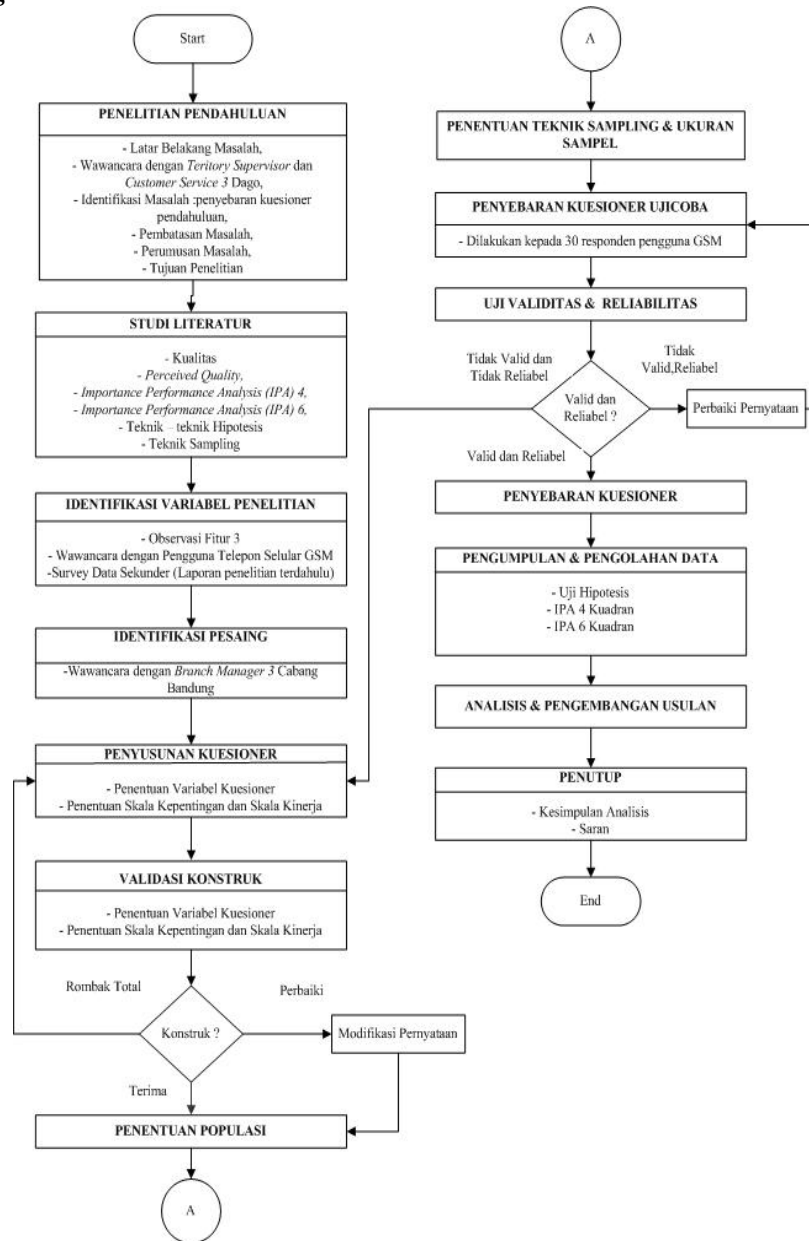 Start
PENELITIAN PENDAHULUAN
- Latar Belakang Masalah,
- Wawancara dengan Teritory Supervisor dan
Customer Service 3 Dago,
- Identifikasi Masalah :penyebaran kuesioner
pendahuluan,
- Pembatasan Masalah,
- Perumusan Masalah,
- Tujuan Penelitian
STUDI LITERATUR
- Kualitas
- Perceived Quality,
- Importance Performance Analysis (IPA) 4,
- Importance Performance Analysis (IPA) 6,
- Teknik – teknik Hipotesis
- Teknik Sampling
IDENTIFIKASI VARIABEL PENELITIAN
- Observasi Fitur 3
- Wawancara dengan Pengguna Telepon Selular GSM
-Survey Data Sekunder (Laporan penelitian terdahulu)
IDENTIFIKASI PESAING
-Wawancara dengan Branch Manager 3 Cabang
Bandung
PENYUSUNAN KUESIONER
- Penentuan Variabel Kuesioner
- Penentuan Skala Kepentingan dan Skala Kinerja
VALIDASI KONSTRUK
- Penentuan Variabel Kuesioner
- Penentuan Skala Kepentingan dan Skala Kinerja
Rombak Total
Perbaiki
Konstruk ?
Modifikasi Pernyataan
Terima
PENENTUAN POPULASI
A
A
PENENTUAN TEKNIK SAMPLING & UKURAN
SAMPEL
PENYEBARAN KUESIONER UJICOBA
- Dilakukan kepada 30 responden pengguna GSM
UJI VALIDITAS & RELIABILITAS
Tidak Valid dan
Tidak Reliabel
Tidak
Valid,Reliabel
Valid dan
Reliabel ?
Perbaiki Pernyataan
Valid dan Reliabel
PENYEBARAN KUESIONER
PENGUMPULAN & PENGOLAHAN DATA
- Uji Hipotesis
- IPA 4 Kuadran
- IPA 6 Kuadran
ANALISIS & PENGEMBANGAN USULAN
PENUTUP
- Kesimpulan Analisis
- Saran
End